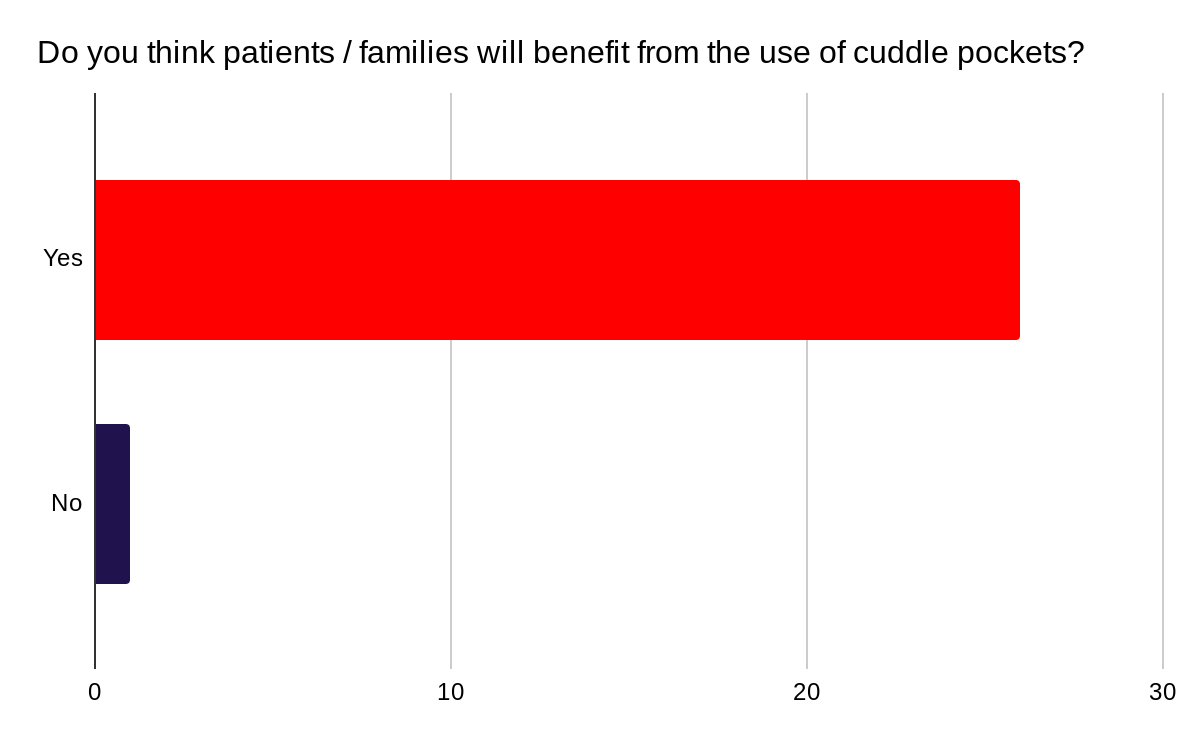 Do you think patients / families will benefit from the use of cuddle pockets?
Yes
No
0 10 20 30